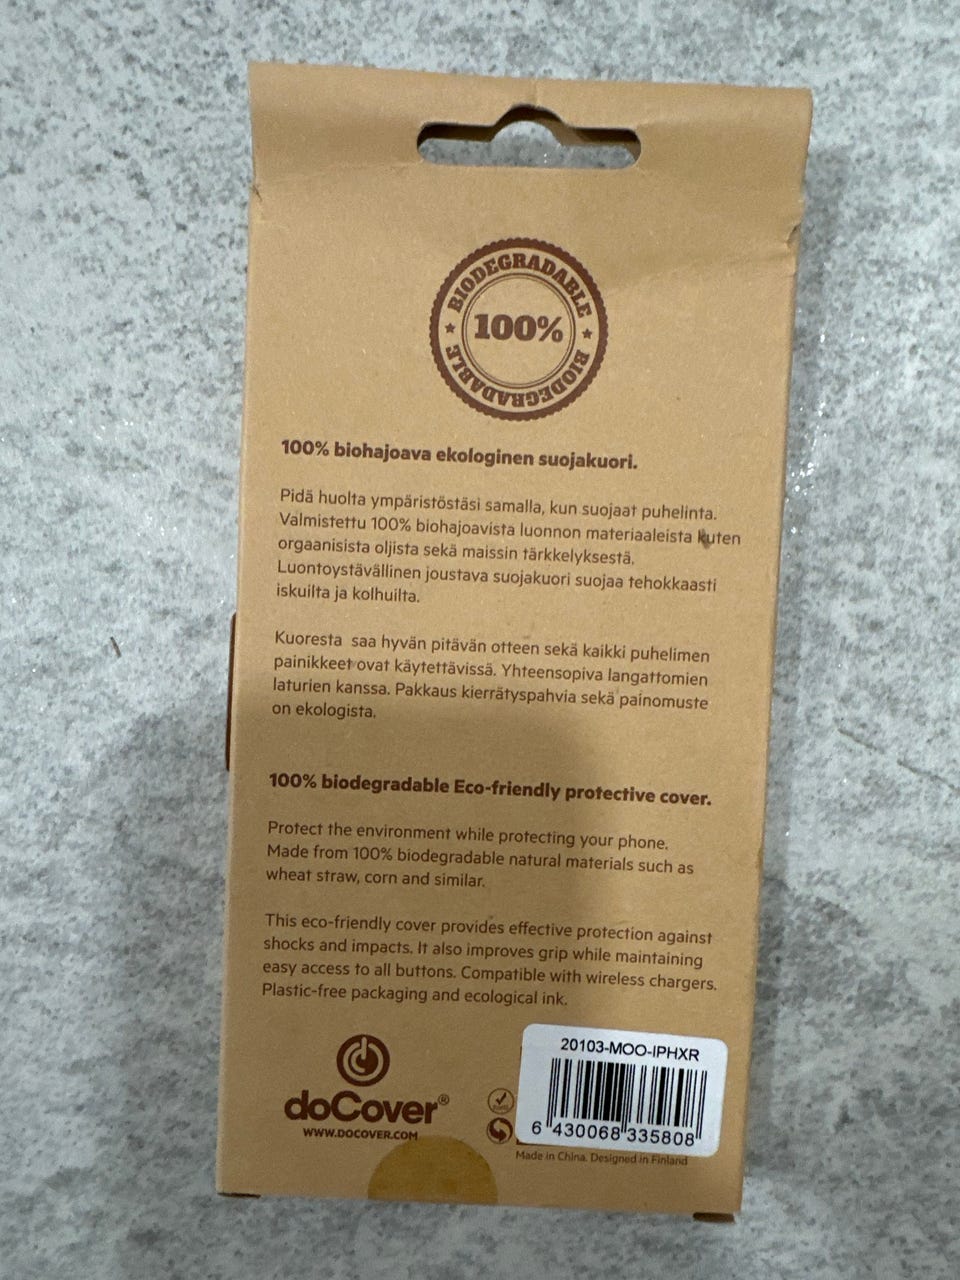 BIODEGRADABLE
100%
BIODEGRADABLE
100% biohajoava ekologinen suojakuori.
Pidä huolta ympäristöstäsi samalla, kun suojaat puhelinta.
Valmistettu 100% biohajoavista luonnon materiaaleista kuten
orgaanisista oljista sekä maissin tärkkelyksestä.
Luontoystävällinen joustava suojakuori suojaa tehokkaasti
iskuilta ja kolhuilta.
Kuoresta saa hyvän pitävän otteen sekä kaikki puhelimen
painikkeet ovat käytettävissä. Yhteensopiva langattomien
laturien kanssa. Pakkaus kierrätyspahvia sekä painomuste
on ekologista.
100% biodegradable Eco-friendly protective cover.
Protect the environment while protecting your phone.
Made from 100% biodegradable natural materials such as
wheat straw, corn and similar.
This eco-friendly cover provides effective protection against
shocks and impacts. It also improves grip while maintaining
easy access to all buttons. Compatible with wireless chargers.
Plastic-free packaging and ecological ink.
doCover®
WWW.DOCOVER.COM
20103-MOO-IPHXR
6 430068 335808
Made in China. Designed in Finland